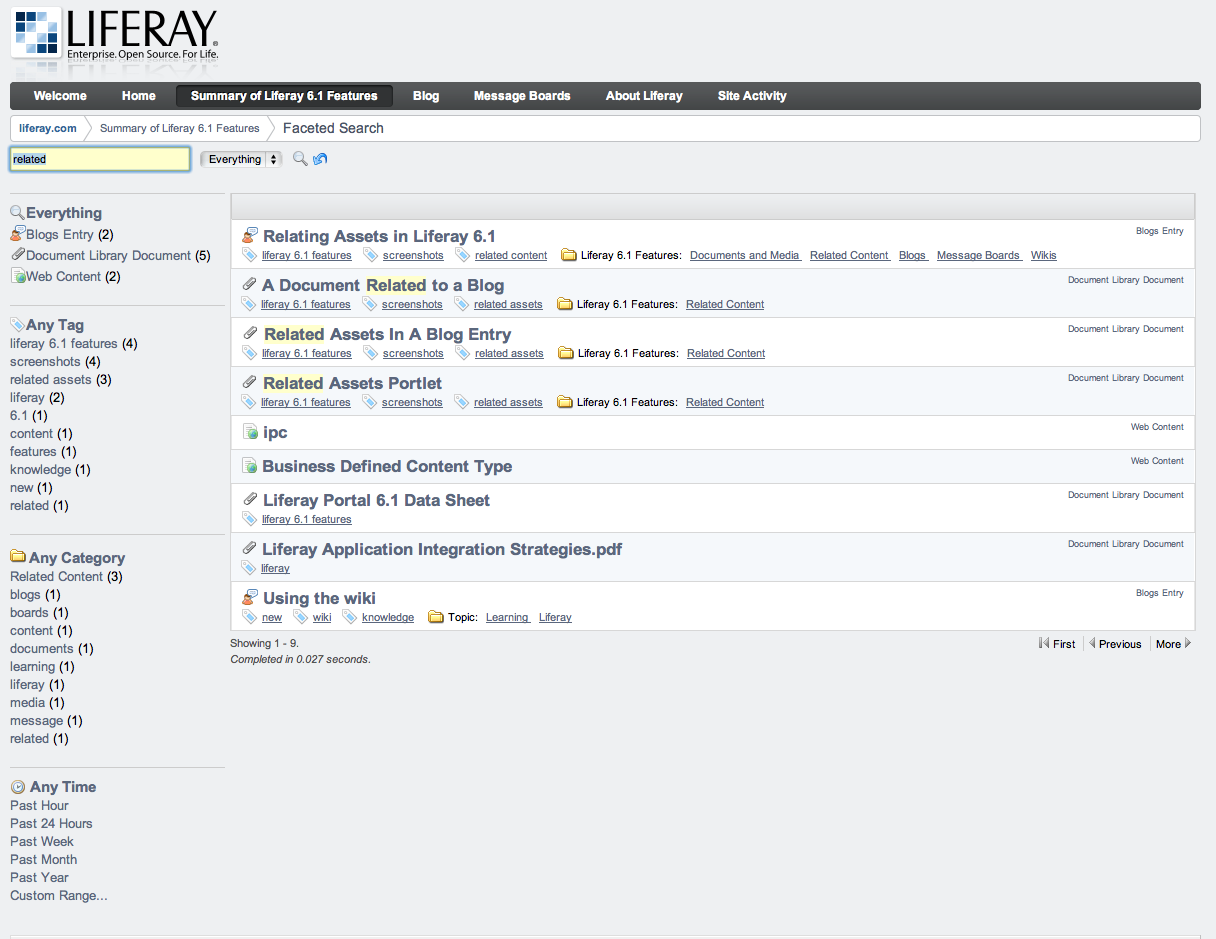 LIFERAY®
Enterprise. Open Source. For Life.
Welcome Home Summary of Liferay 6.1 Features Blog Message Boards About Liferay Site Activity
liferay.com Summary of Liferay 6.1 Features Faceted Search
related Everything
Everything
Blogs Entry (2)
Document Library Document (5)
Web Content (2)
Any Tag
liferay 6.1 features (4)
screenshots (4)
related assets (3)
liferay (2)
6.1 (1)
content (1)
features (1)
knowledge (1)
new (1)
related (1)
Any Category
Related Content (3)
blogs (1)
boards (1)
content (1)
documents (1)
learning (1)
liferay (1)
media (1)
message (1)
related (1)
Any Time
Past Hour
Past 24 Hours
Past Week
Past Month
Past Year
Custom Range...
Relating Assets in Liferay 6.1 Blogs Entry
liferay 6.1 features screenshots related content Liferay 6.1 Features: Documents and Media Related Content Blogs Message Boards Wikis
A Document Related to a Blog Document Library Document
liferay 6.1 features screenshots related assets Liferay 6.1 Features: Related Content
Related Assets In A Blog Entry Document Library Document
liferay 6.1 features screenshots related assets Liferay 6.1 Features: Related Content
Related Assets Portlet Document Library Document
liferay 6.1 features screenshots related assets Liferay 6.1 Features: Related Content
ipc Web Content
Business Defined Content Type Web Content
Liferay Portal 6.1 Data Sheet Document Library Document
liferay 6.1 features
Liferay Application Integration Strategies.pdf Document Library Document
liferay
Using the wiki Blogs Entry
new wiki knowledge Topic: Learning Liferay
Showing 1 - 9. First Previous More
Completed in 0.027 seconds.